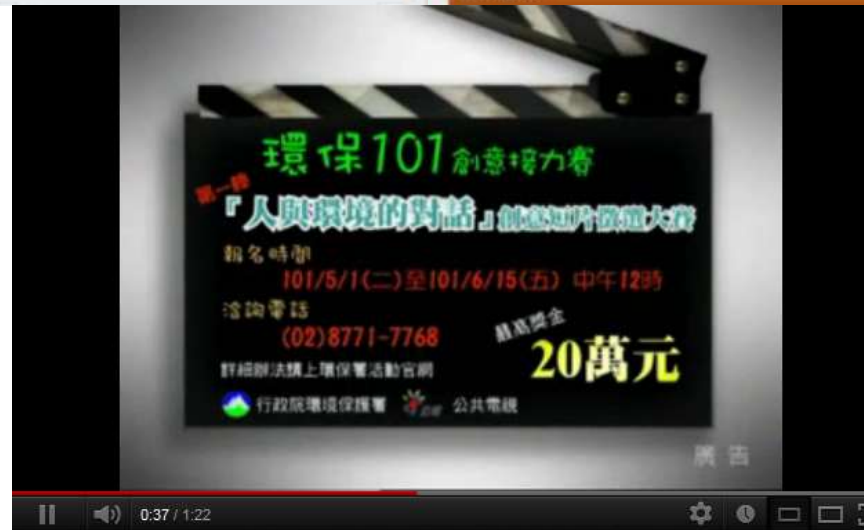 環保101創意接力賽
第一棒
『人與環境的對話』創意短片徵選大賽
報名時間
101/5/1(二)至101/6/15(五) 中午12時
洽詢電話
(02)8771-7768
最高獎金
20萬元
詳細辦法請上環保署活動官網
行政院環境保護署 公共電視
廣告
0:37 / 1:22